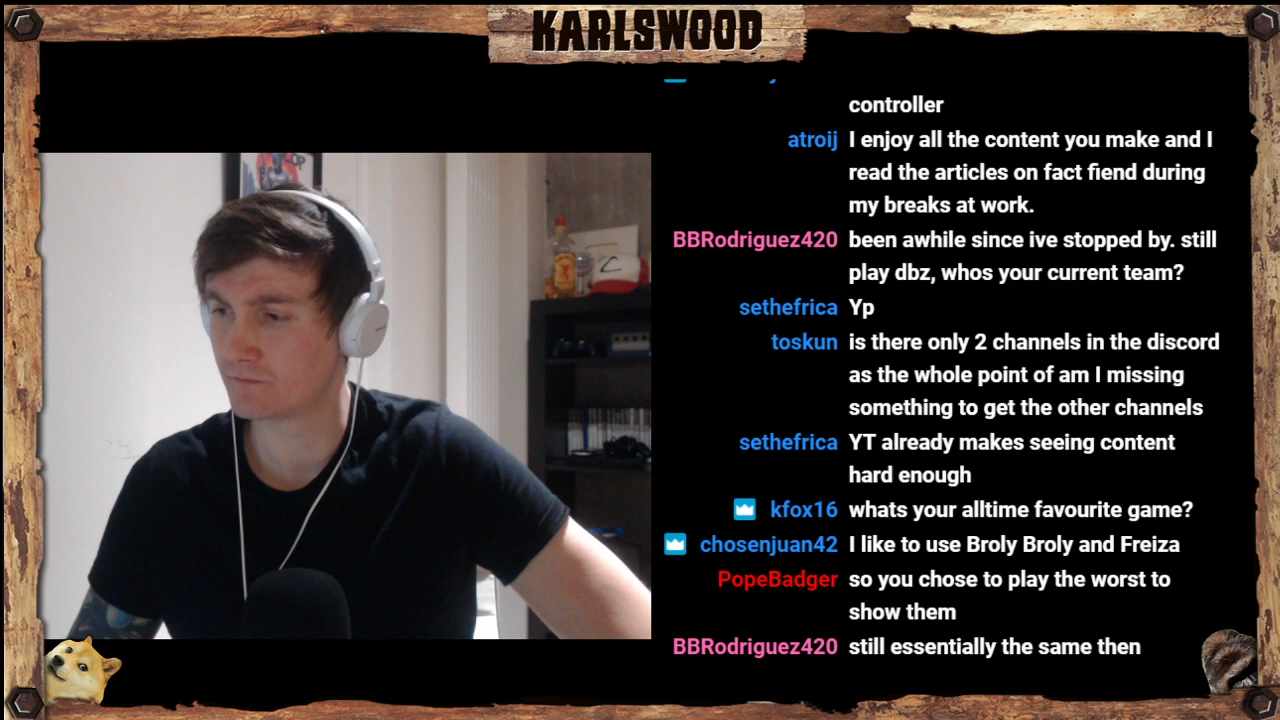 KARLSWOOD
controller
atroij I enjoy all the content you make and I
read the articles on fact fiend during
my breaks at work.
BBRodriguez420 been awhile since ive stopped by. still
play dbz, whos your current team?
sethefrica Yp
toskun is there only 2 channels in the discord
as the whole point of am I missing
something to get the other channels
sethefrica YT already makes seeing content
hard enough
kfox16 whats your alltime favourite game?
chosenjuan42 I like to use Broly Broly and Freiza
PopeBadger so you chose to play the worst to
show them
BBRodriguez420 still essentially the same then